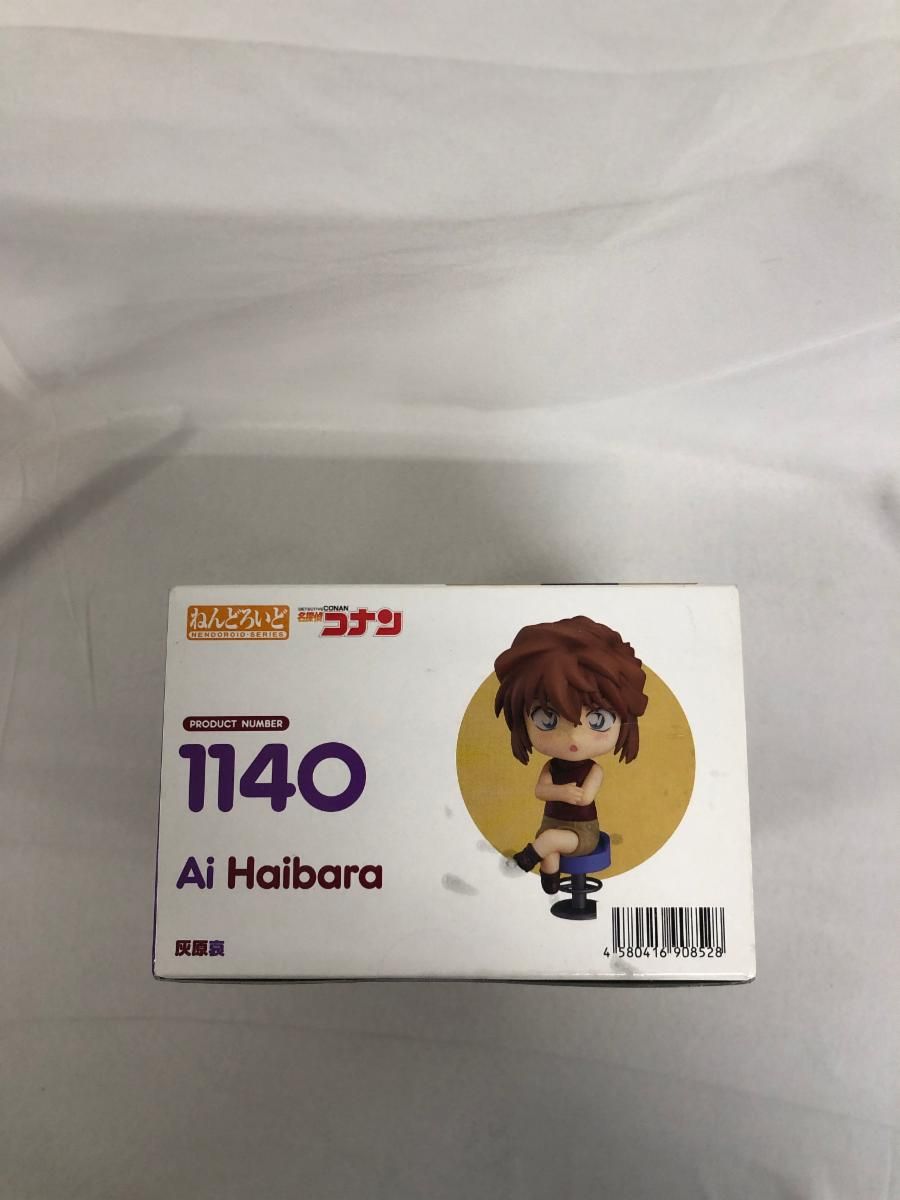 ねんどろいど
NENDOROID·SERIES
DETECTIVE CONAN
名探偵
コナン
PRODUCT NUMBER
1140
Ai Haibara
灰原哀
4 580416 908528